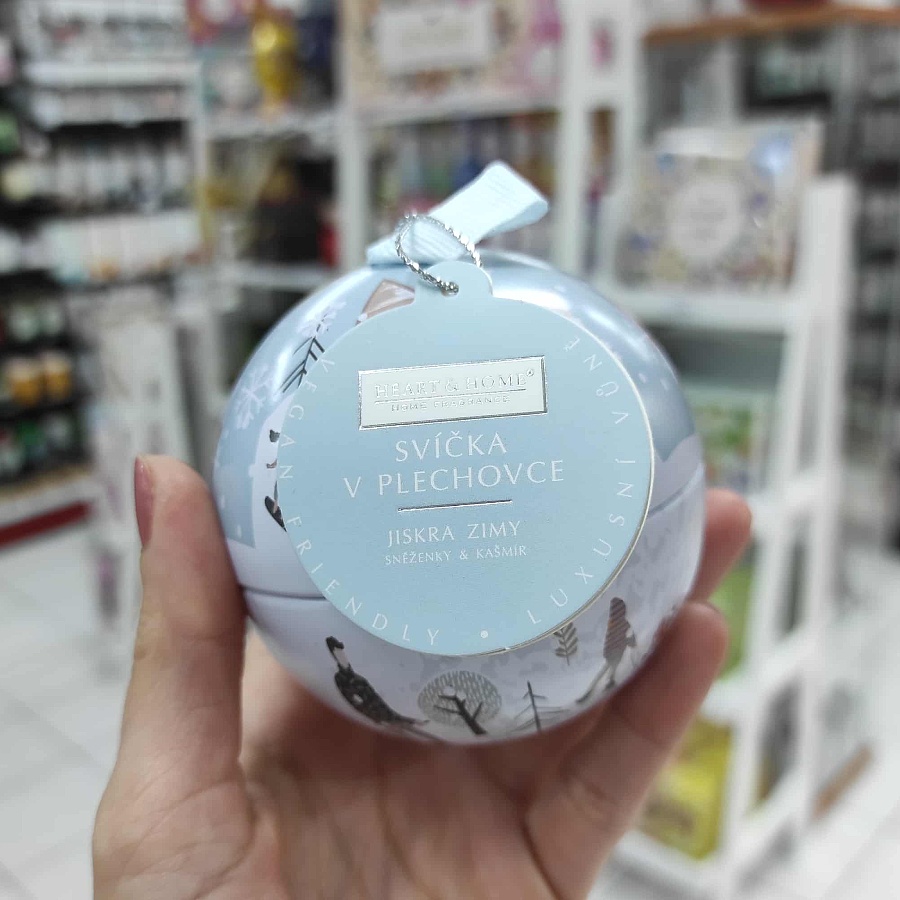 HEART & HOME®
HOME FRAGRANCE
SVÍČKA
V PLECHOVCE
JISKRA ZIMY
SNĚŽENKY & KAŠMÍR
VEGAN FRIENDLY • LUXUSNÍ VŮNĚ